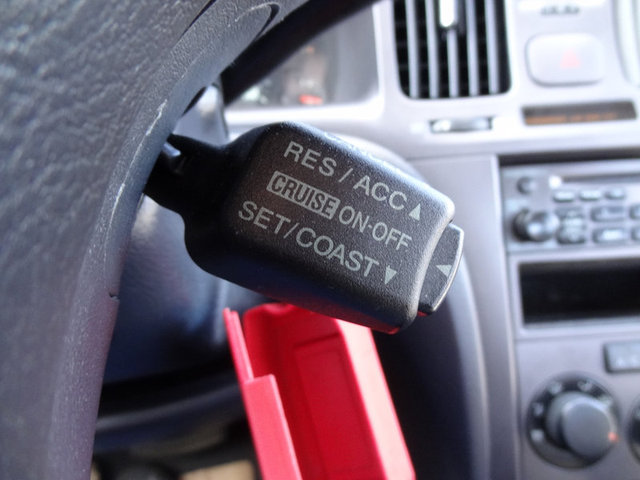 RES/ACC▲
CRUISE ON·OFF
SET/COAST▼